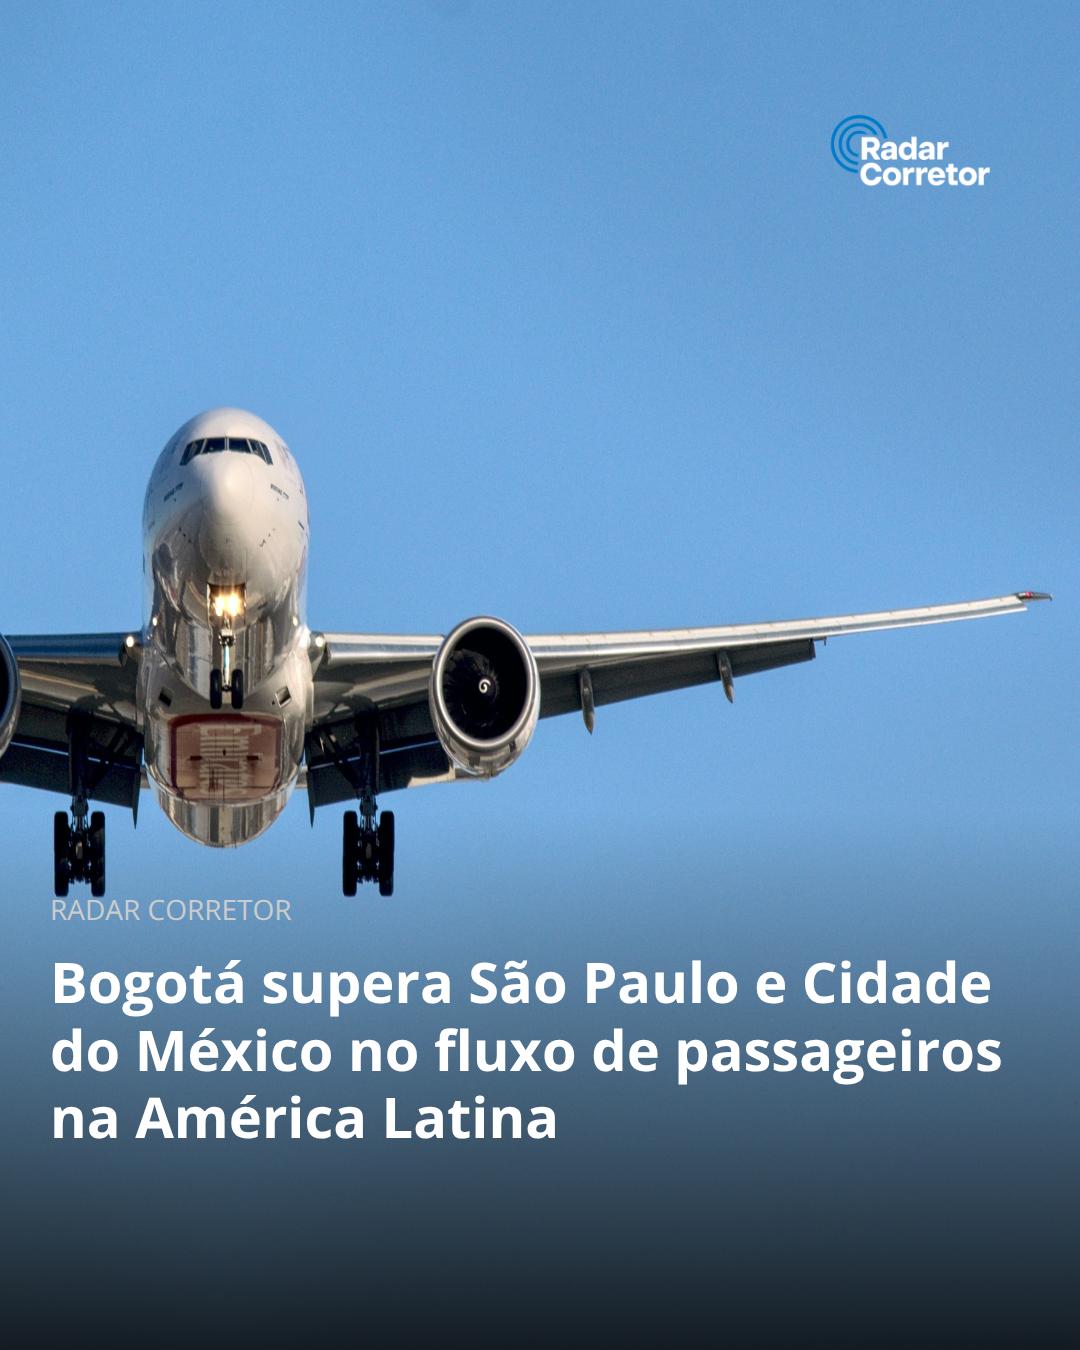 Radar
Corretor
RADAR CORRETOR
Bogotá supera São Paulo e Cidade
do México no fluxo de passageiros
na América Latina